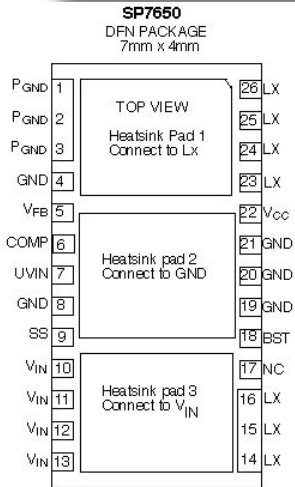 SP7650
DFN PACKAGE
7mm x 4mm
TOP VIEW
Heatsink Pad 1
Connect to Lx
Heatsink pad 2
Connect to GND
Heatsink pad 3
Connect to VIN
PGND 1
PGND 2
PGND 3
GND 4
VFB 5
COMP 6
UVIN 7
GND 8
SS 9
VIN 10
VIN 11
VIN 12
VIN 13
26 LX
25 LX
24 LX
23 LX
22 VCC
21 GND
20 GND
19 GND
18 BST
17 NC
16 LX
15 LX
14 LX